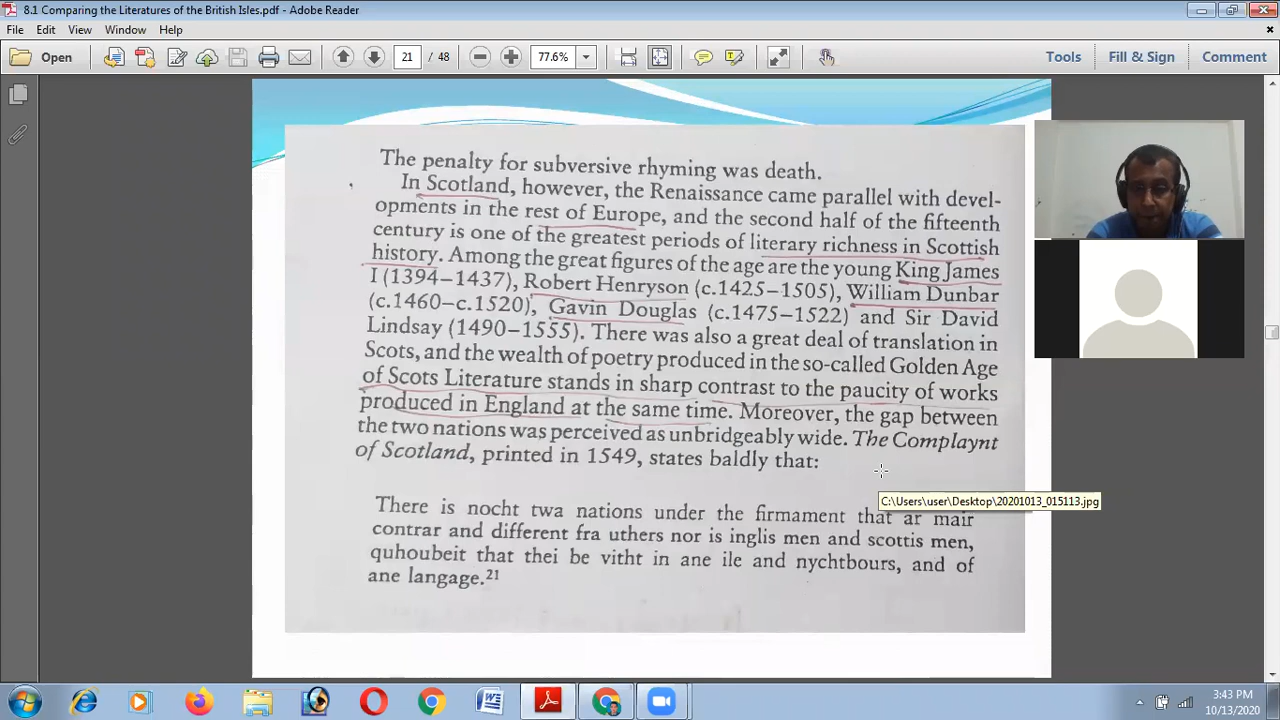 8.1 Comparing the Literatures of the British Isles.pdf - Adobe Reader
File Edit View Window Help
Open 21 / 48 77.6% Tools Fill & Sign Comment
The penalty for subversive rhyming was death.
In Scotland, however, the Renaissance came parallel with devel-
opments in the rest of Europe, and the second half of the fifteenth
century is one of the greatest periods of literary richness in Scottish
history. Among the great figures of the age are the young King James
I (1394–1437), Robert Henryson (c.1425–1505), William Dunbar
(c.1460–c.1520), Gavin Douglas (c.1475–1522) and Sir David
Lindsay (1490–1555). There was also a great deal of translation in
Scots, and the wealth of poetry produced in the so-called Golden Age
of Scots Literature stands in sharp contrast to the paucity of works
produced in England at the same time. Moreover, the gap between
the two nations was perceived as unbridgeably wide. The Complaynt
of Scotland, printed in 1549, states baldly that:
C:\Users\user\Desktop\20201013_015113.jpg
There is nocht twa nations under the firmament that ar mair
contrar and different fra uthers nor is inglis men and scottis men,
quhoubeit that thei be vitht in ane ile and nychtbours, and of
ane langage.21
3:43 PM
10/13/2020